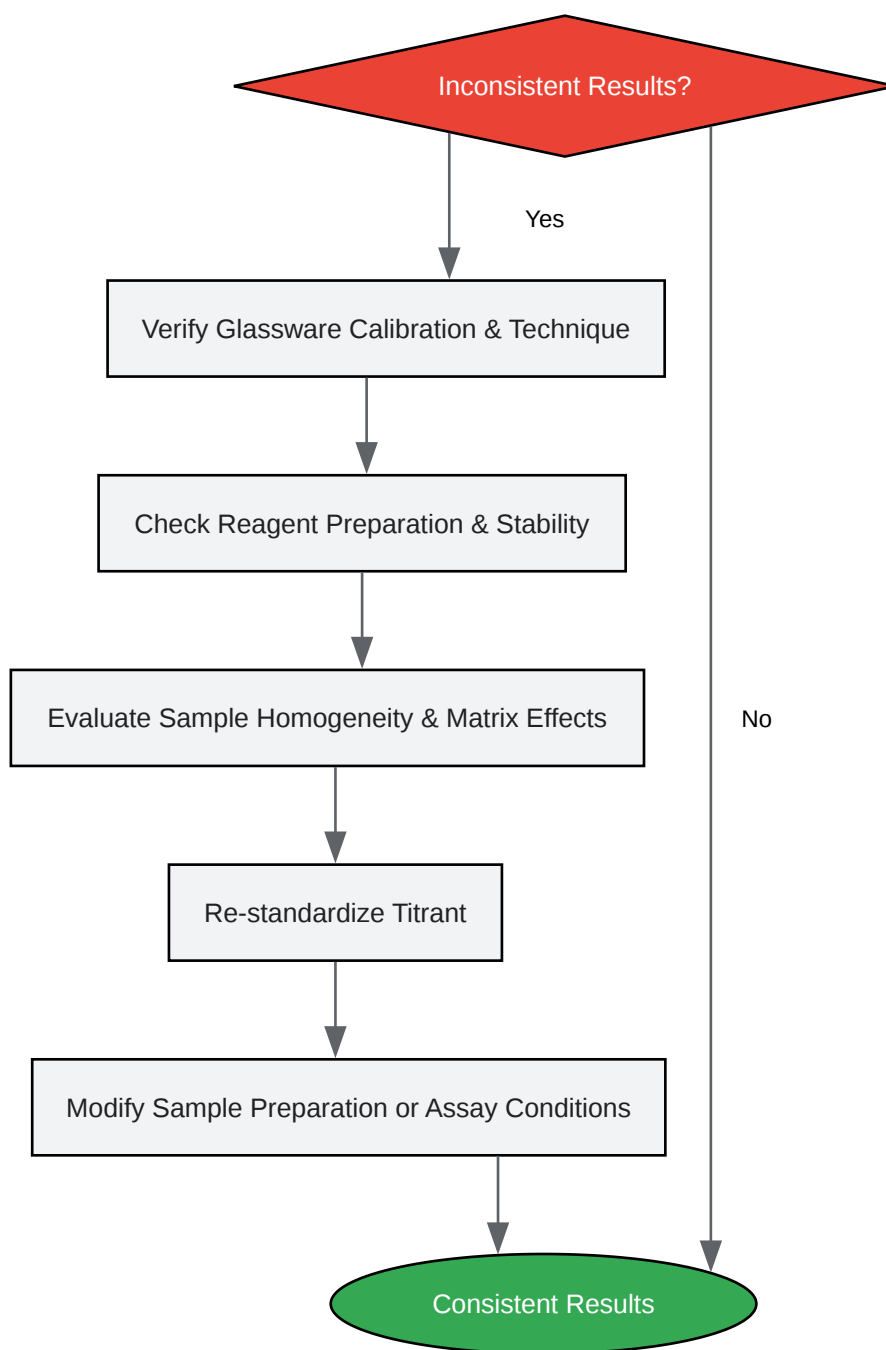 Inconsistent Results?
Yes
Verify Glassware Calibration & Technique
Check Reagent Preparation & Stability
Evaluate Sample Homogeneity & Matrix Effects
No
Re-standardize Titrant
Modify Sample Preparation or Assay Conditions
Consistent Results